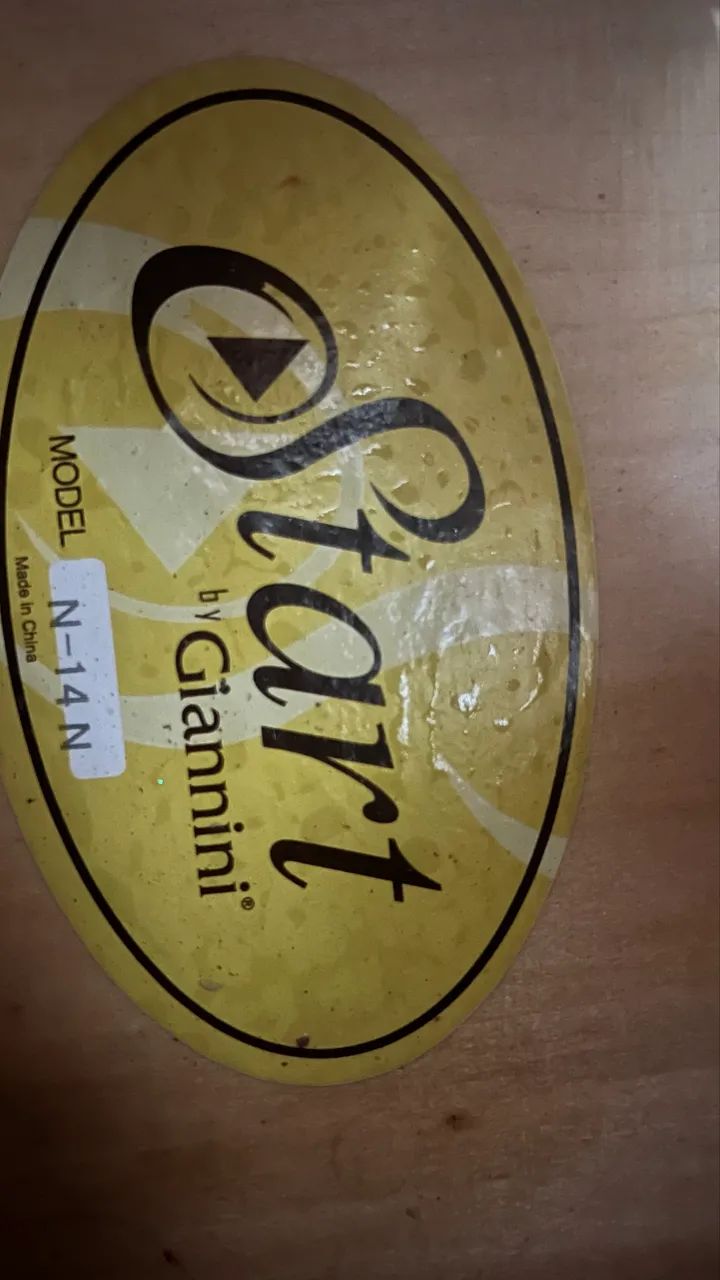 Start
by Giannini®
MODEL N-14 N
Made in China